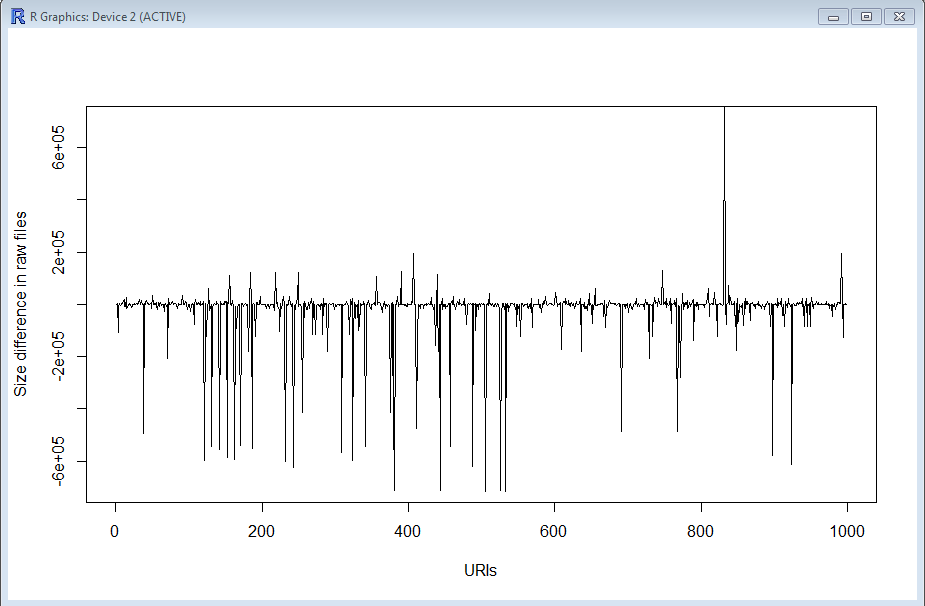 R Graphics: Device 2 (ACTIVE)
Size difference in raw files
6e+05
2e+05
-2e+05
-6e+05
0 200 400 600 800 1000
URIs